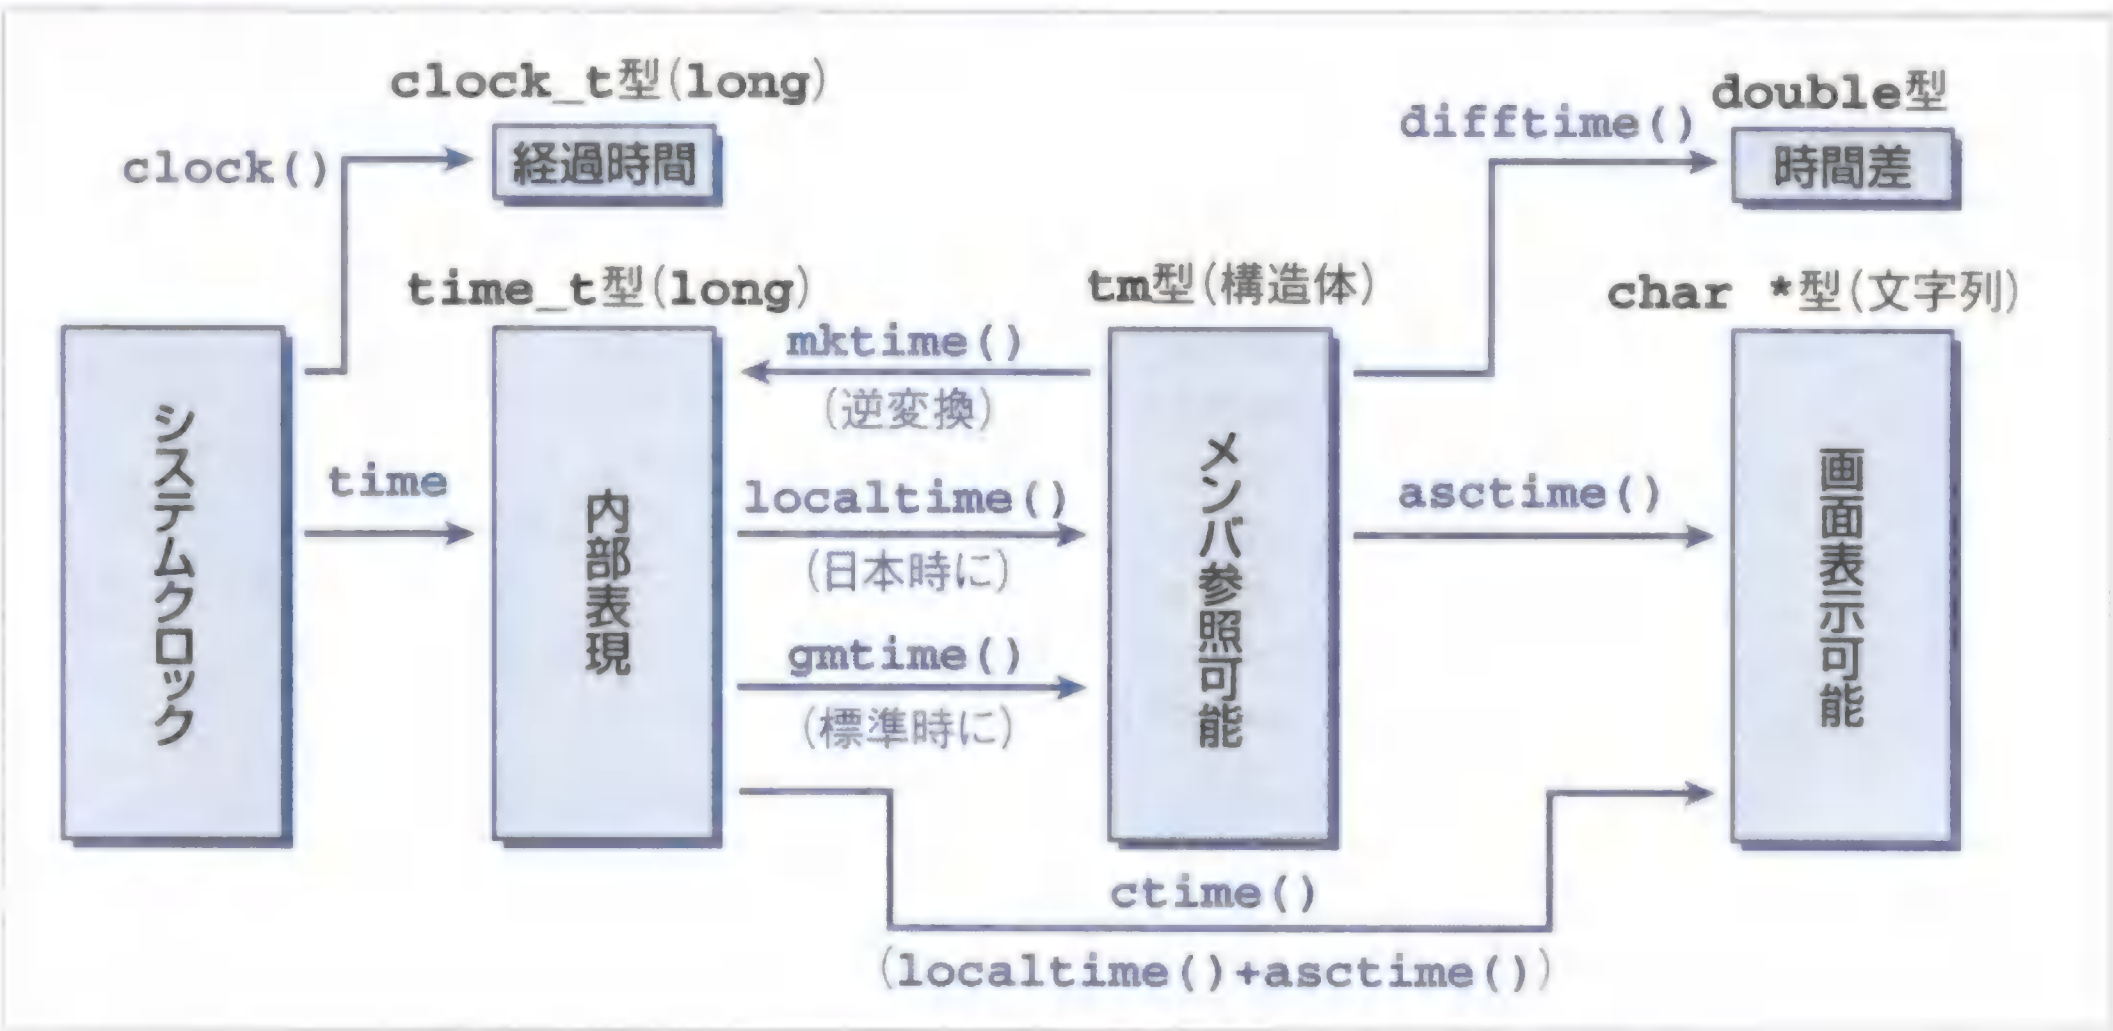 clock_t型(long)
double型
difftime()
clock()
経過時間
時間差
time_t型(long)
tm型(構造体)
char *型(文字列)
mktime()
(逆変換)
システムクロック
time
内部表現
localtime()
(日本時に)
メンバ参照可能
asctime()
画面表示可能
gmtime()
(標準時に)
ctime()
(localtime()+asctime())